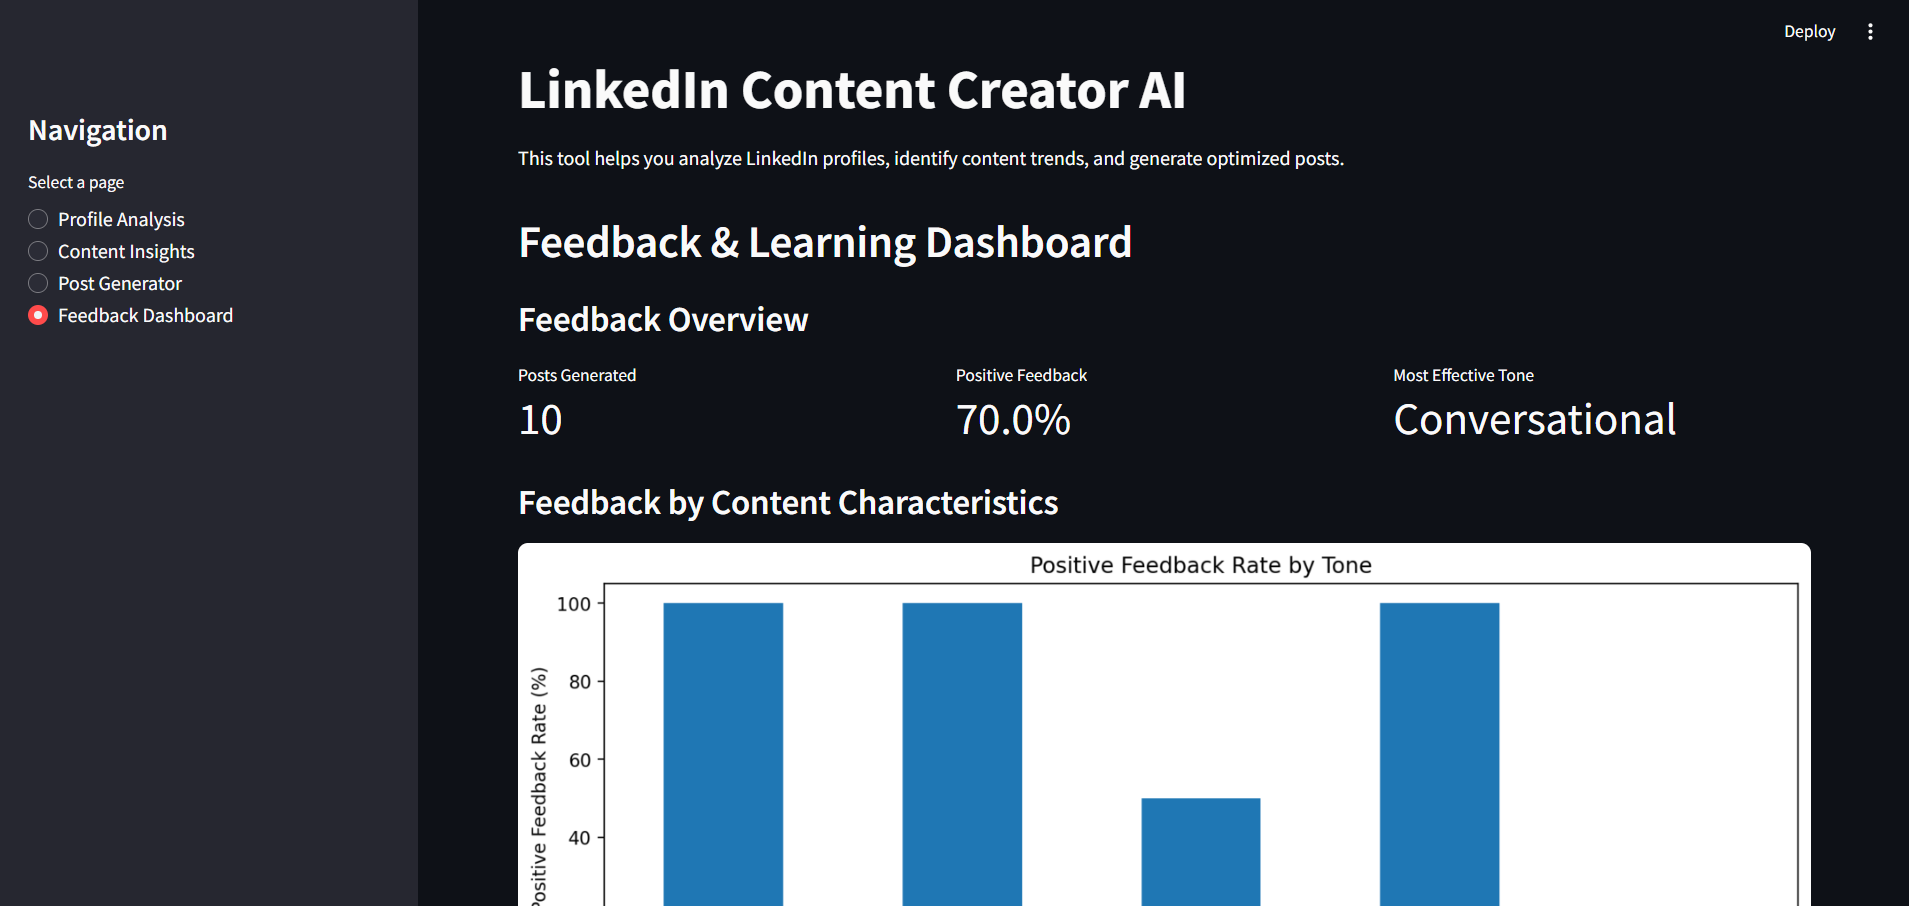 Deploy
Navigation
Select a page
Profile Analysis
Content Insights
Post Generator
Feedback Dashboard
LinkedIn Content Creator AI
This tool helps you analyze LinkedIn profiles, identify content trends, and generate optimized posts.
Feedback & Learning Dashboard
Feedback Overview
Posts Generated
10
Positive Feedback
70.0%
Most Effective Tone
Conversational
Feedback by Content Characteristics
Positive Feedback Rate by Tone
100
80
60
40
Positive Feedback Rate (%)